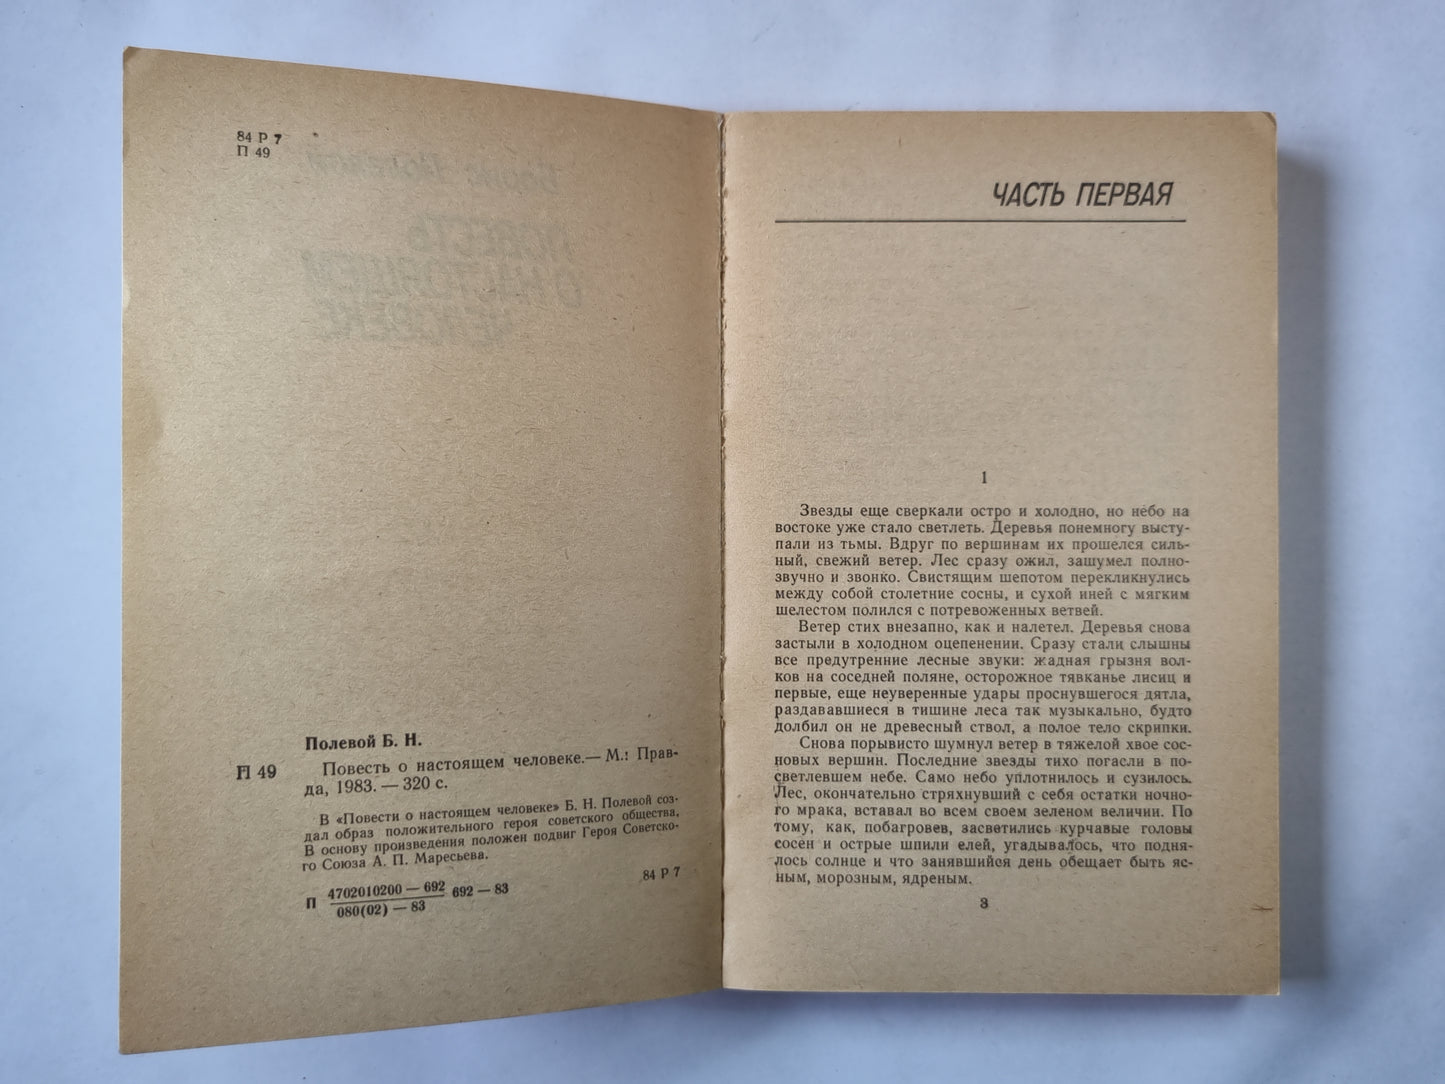 84 Р 7
П 49
Полевой Б. Н.
П 49 Повесть о настоящем человеке.— М.: Прав-
да, 1983. — 320 с.
В «Повести о настоящем человеке» Б. Н. Полевой соз-
дал образ положительного героя советского общества.
В основу произведения положен подвиг Героя Советско-
го Союза А. П. Маресьева.
84 Р 7
П 4702010200 — 692 692 — 83
080(02) — 83
ЧАСТЬ ПЕРВАЯ
1
Звезды еще сверкали остро и холодно, но небо на
востоке уже стало светлеть. Деревья понемногу высту-
пали из тьмы. Вдруг по вершинам их прошелся силь-
ный, свежий ветер. Лес сразу ожил, зашумел полно-
звучно и звонко. Свистящим шепотом перекликнулись
между собой столетние сосны, и сухой иней с мягким
шелестом полился с потревоженных ветвей.
Ветер стих внезапно, как и налетел. Деревья снова
застыли в холодном оцепенении. Сразу стали слышны
все предутренние лесные звуки: жадная грызня вол-
ков на соседней поляне, осторожное тявканье лисиц и
первые, еще неуверенные удары проснувшегося дятла,
раздававшиеся в тишине леса так музыкально, будто
долбил он не древесный ствол, а полое тело скрипки.
Снова порывисто шумнул ветер в тяжелой хвое сос-
новых вершин. Последние звезды тихо погасли в по-
светлевшем небе. Само небо уплотнилось и сузилось.
Лес, окончательно стряхнувший с себя остатки ночно-
го мрака, вставал во всем своем зеленом величии. По
тому, как, побагровев, засветились курчавые головы
сосен и острые шпили елей, угадывалось, что подня-
лось солнце и что занявшийся день обещает быть яс-
ным, морозным, ядреным.
3